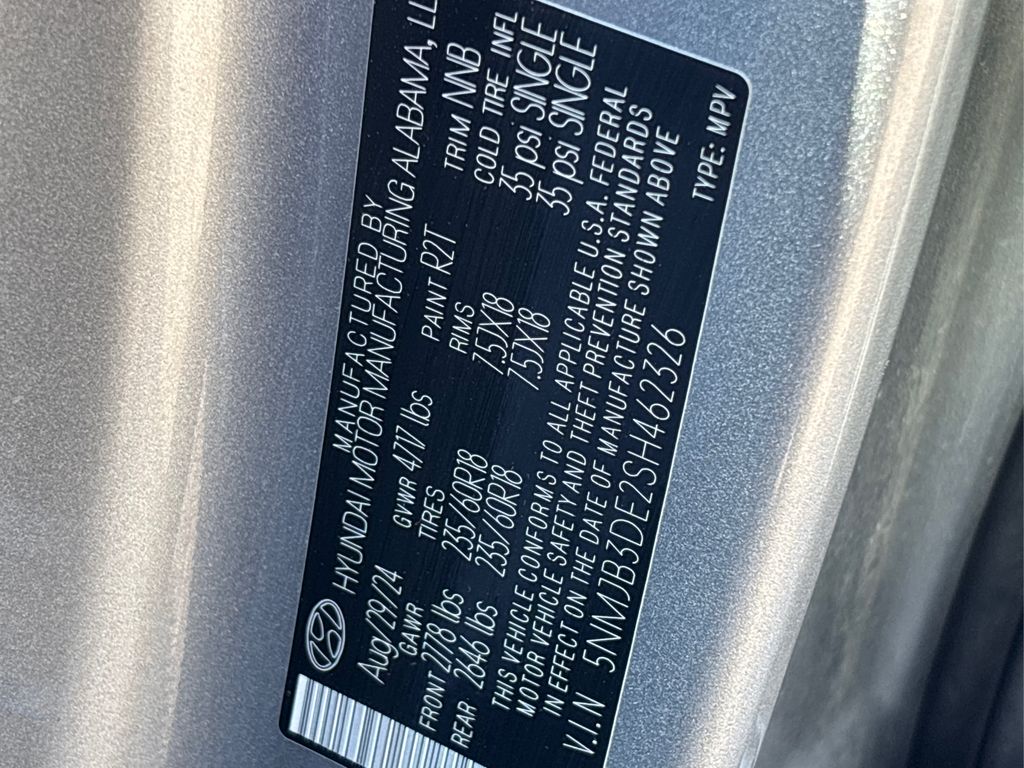 MANUFACTURED BY
HYUNDAI MOTOR MANUFACTURING ALABAMA, LL
Aug/29/24 GVWR 4717 lbs PAINT R2T TRIM NNB
GAWR TIRES RIMS COLD TIRE INFL
FRONT 2778 lbs 235/60R18 7.5JX18 35 psi SINGLE
REAR 2646 lbs 235/60R18 7.5JX18 35 psi SINGLE
THIS VEHICLE CONFORMS TO ALL APPLICABLE U.S.A. FEDERAL
MOTOR VEHICLE SAFETY AND THEFT PREVENTION STANDARDS
IN EFFECT ON THE DATE OF MANUFACTURE SHOWN ABOVE
V.I.N 5NMJB3DE2SH462326 TYPE: MPV